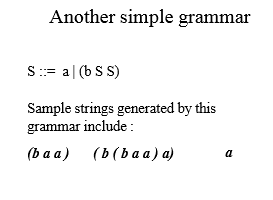 Another simple grammar
S ::= a | (b S S)
Sample strings generated by this
grammar include :
(b a a) ( b ( b a a ) a) a